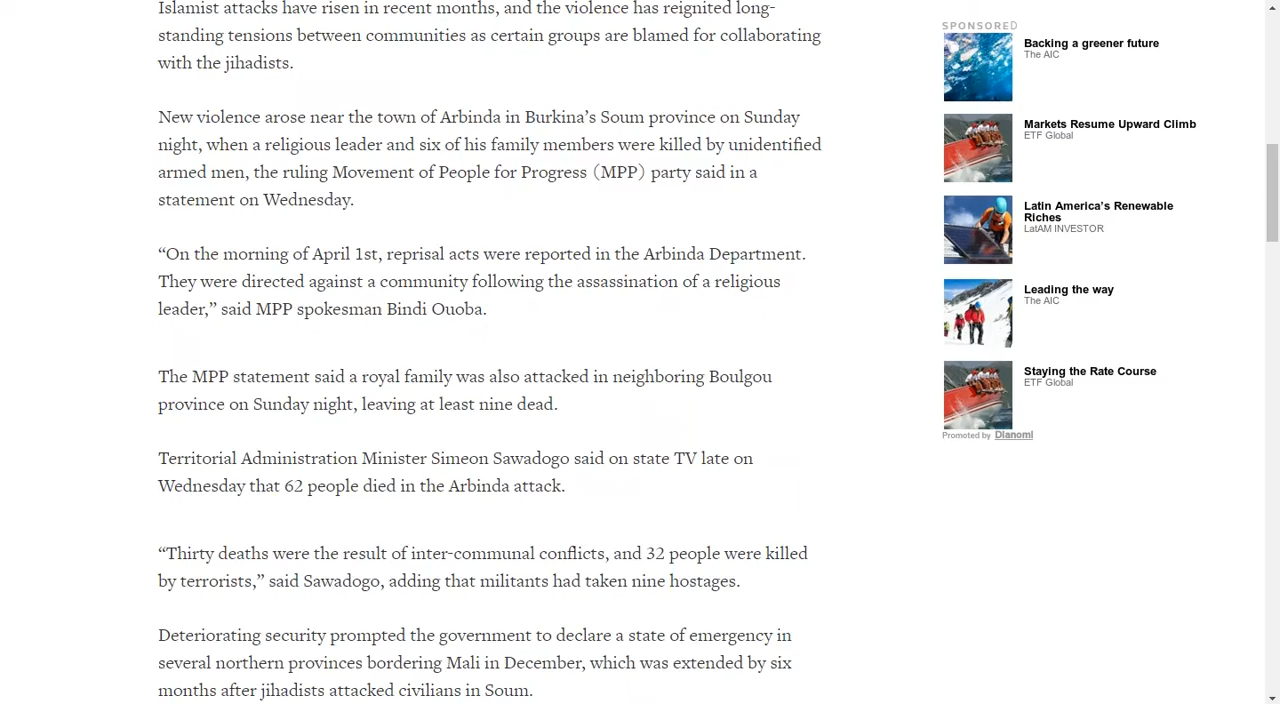 Islamist attacks have risen in recent months, and the violence has reignited long-
standing tensions between communities as certain groups are blamed for collaborating
with the jihadists.
New violence arose near the town of Arbinda in Burkina’s Soum province on Sunday
night, when a religious leader and six of his family members were killed by unidentified
armed men, the ruling Movement of People for Progress (MPP) party said in a
statement on Wednesday.
“On the morning of April 1st, reprisal acts were reported in the Arbinda Department.
They were directed against a community following the assassination of a religious
leader,” said MPP spokesman Bindi Ouoba.
The MPP statement said a royal family was also attacked in neighboring Boulgou
province on Sunday night, leaving at least nine dead.
Territorial Administration Minister Simeon Sawadogo said on state TV late on
Wednesday that 62 people died in the Arbinda attack.
“Thirty deaths were the result of inter-communal conflicts, and 32 people were killed
by terrorists,” said Sawadogo, adding that militants had taken nine hostages.
Deteriorating security prompted the government to declare a state of emergency in
several northern provinces bordering Mali in December, which was extended by six
months after jihadists attacked civilians in Soum.
SPONSORED
Backing a greener future
The AIC
Markets Resume Upward Climb
ETF Global
Latin America’s Renewable
Riches
LatAM INVESTOR
Leading the way
The AIC
Staying the Rate Course
ETF Global
Promoted by Dianomi